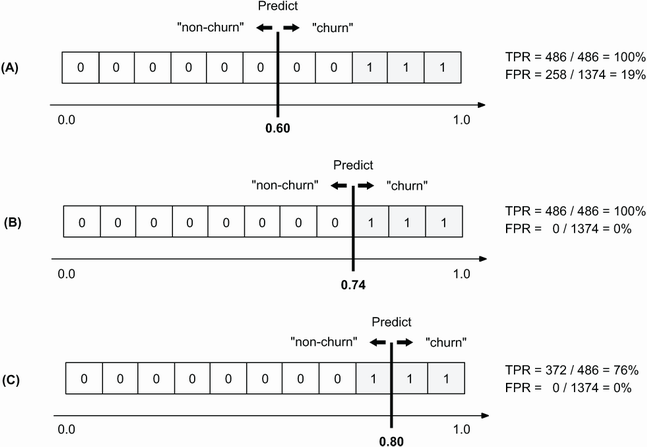 Predict
"non-churn" "churn"
(A) 0 0 0 0 0 0 0 0 1 1 1
TPR = 486 / 486 = 100%
FPR = 258 / 1374 = 19%
0.0 0.60 1.0
Predict
"non-churn" "churn"
(B) 0 0 0 0 0 0 0 0 1 1 1
TPR = 486 / 486 = 100%
FPR = 0 / 1374 = 0%
0.0 0.74 1.0
Predict
"non-churn" "churn"
(C) 0 0 0 0 0 0 0 0 1 1 1
TPR = 372 / 486 = 76%
FPR = 0 / 1374 = 0%
0.0 0.80 1.0